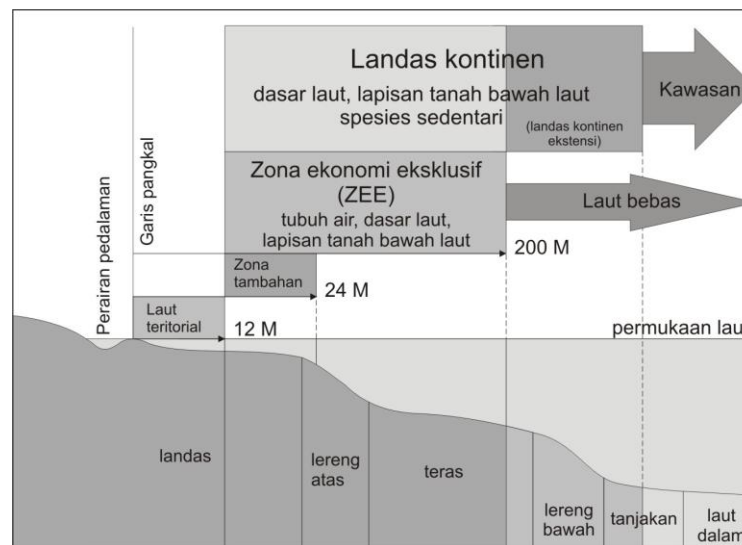 Landas kontinen
dasar laut, lapisan tanah bawah laut
spesies sedentari
(landas kontinen
ekstensi)
Kawasan
Perairan pedalaman
Garis pangkal
Zona ekonomi eksklusif
(ZEE)
tubuh air, dasar laut,
lapisan tanah bawah laut
Laut bebas
200 M
Zona
tambahan
24 M
Laut
teritorial
12 M
permukaan lau
landas
lereng
atas
teras
lereng
bawah
tanjakan
laut
dalam